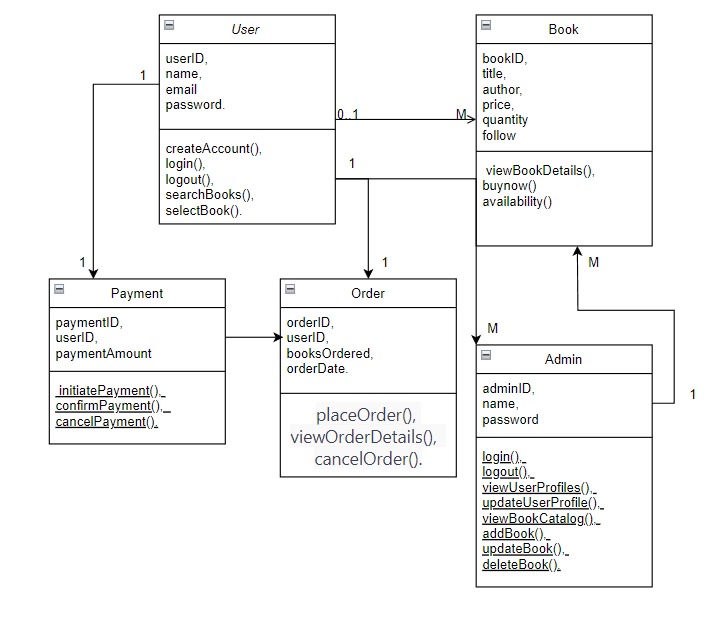 User
userID,
name,
email
password.
createAccount(),
login(),
logout(),
searchBooks(),
selectBook().
Book
bookID,
title,
author,
price,
quantity
follow
viewBookDetails(),
buynow()
availability()
1
0..1
M
1
1
1
M
M
1
Payment
paymentID,
userID,
paymentAmount
initiatePayment(),
confirmPayment(),
cancelPayment().
Order
orderID,
userID,
booksOrdered,
orderDate.
placeOrder(),
viewOrderDetails(),
cancelOrder().
Admin
adminID,
name,
password
login(),
logout(),
viewUserProfiles(),
updateUserProfile(),
viewBookCatalog(),
addBook(),
updateBook(),
deleteBook().